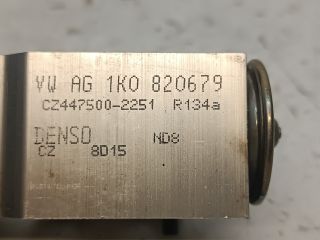 VW AG 1K0 820679
CZ447500-2251 R134a
DENSO ND8
CZ 8D15